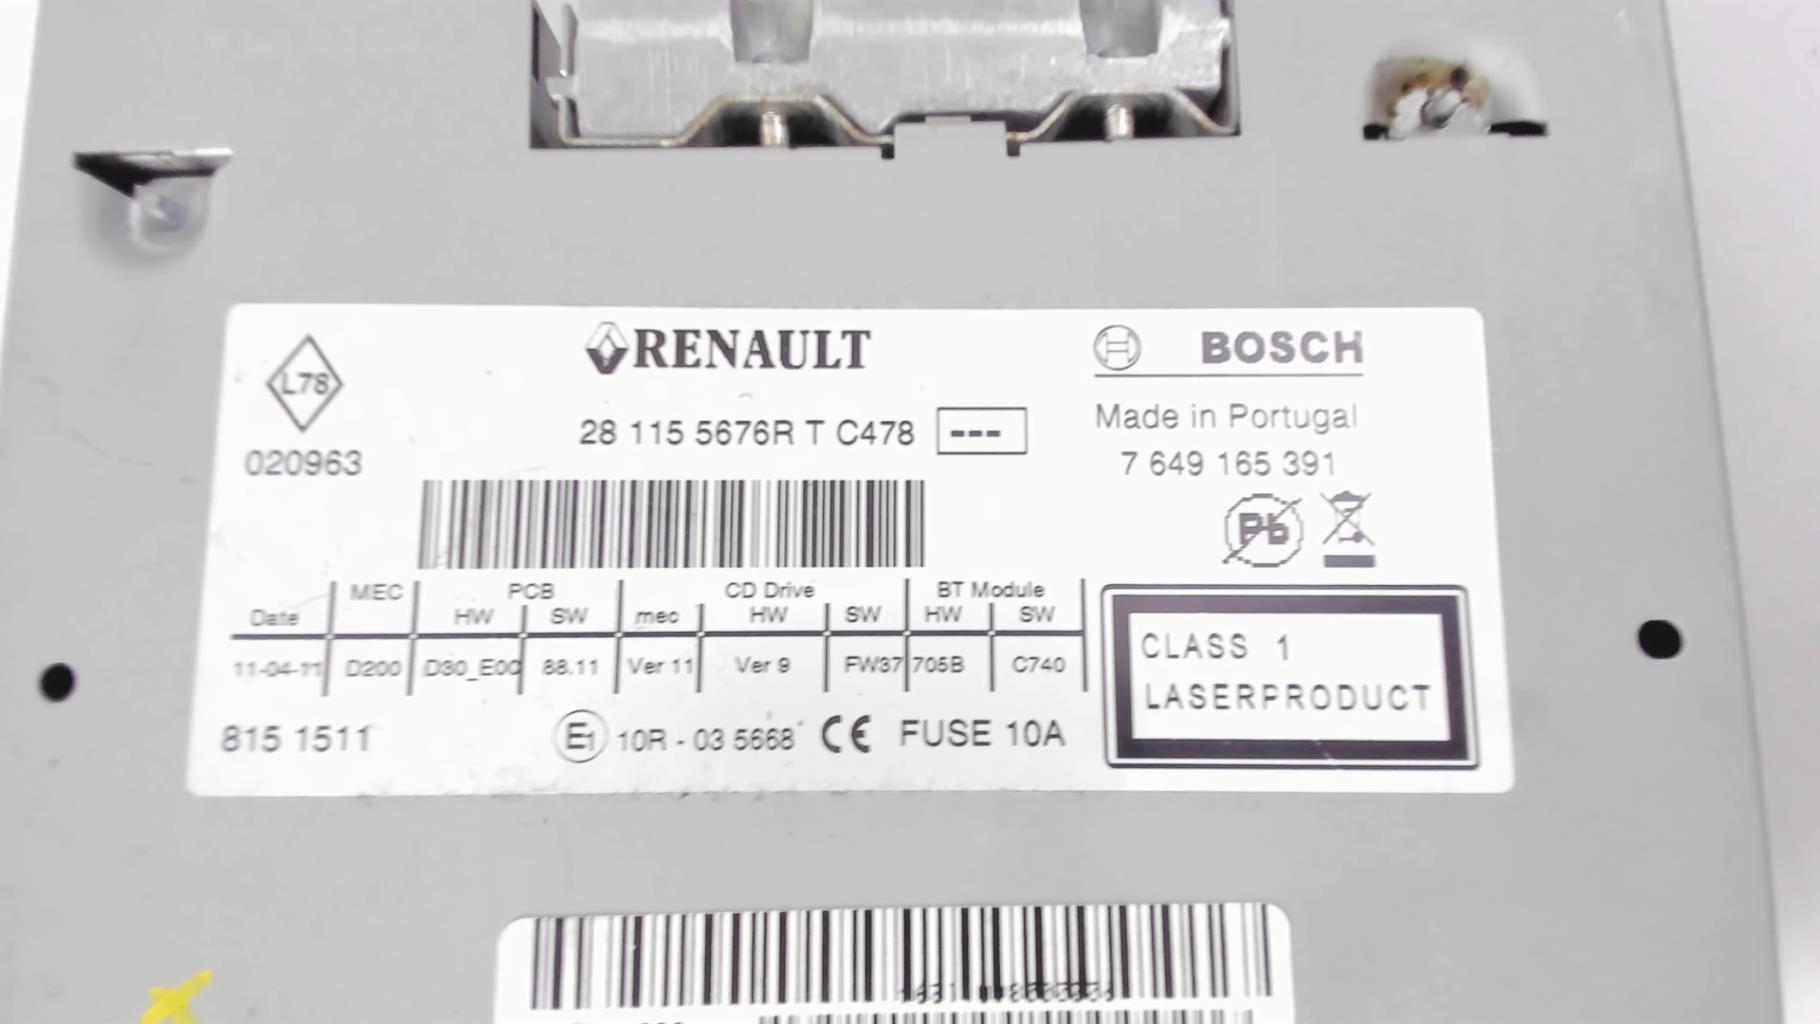 L78
020963
RENAULT
28 115 5676R T C478 ---
BOSCH
Made in Portugal
7 649 165 391
Pb
MEC PCB CD Drive BT Module
Date HW SW mec HW SW HW SW
11-04-11 D200 D30_E00 88.11 Ver 11 Ver 9 FW37 705B C740
815 1511
E1 10R - 03 5668 CE FUSE 10A
CLASS 1
LASERPRODUCT